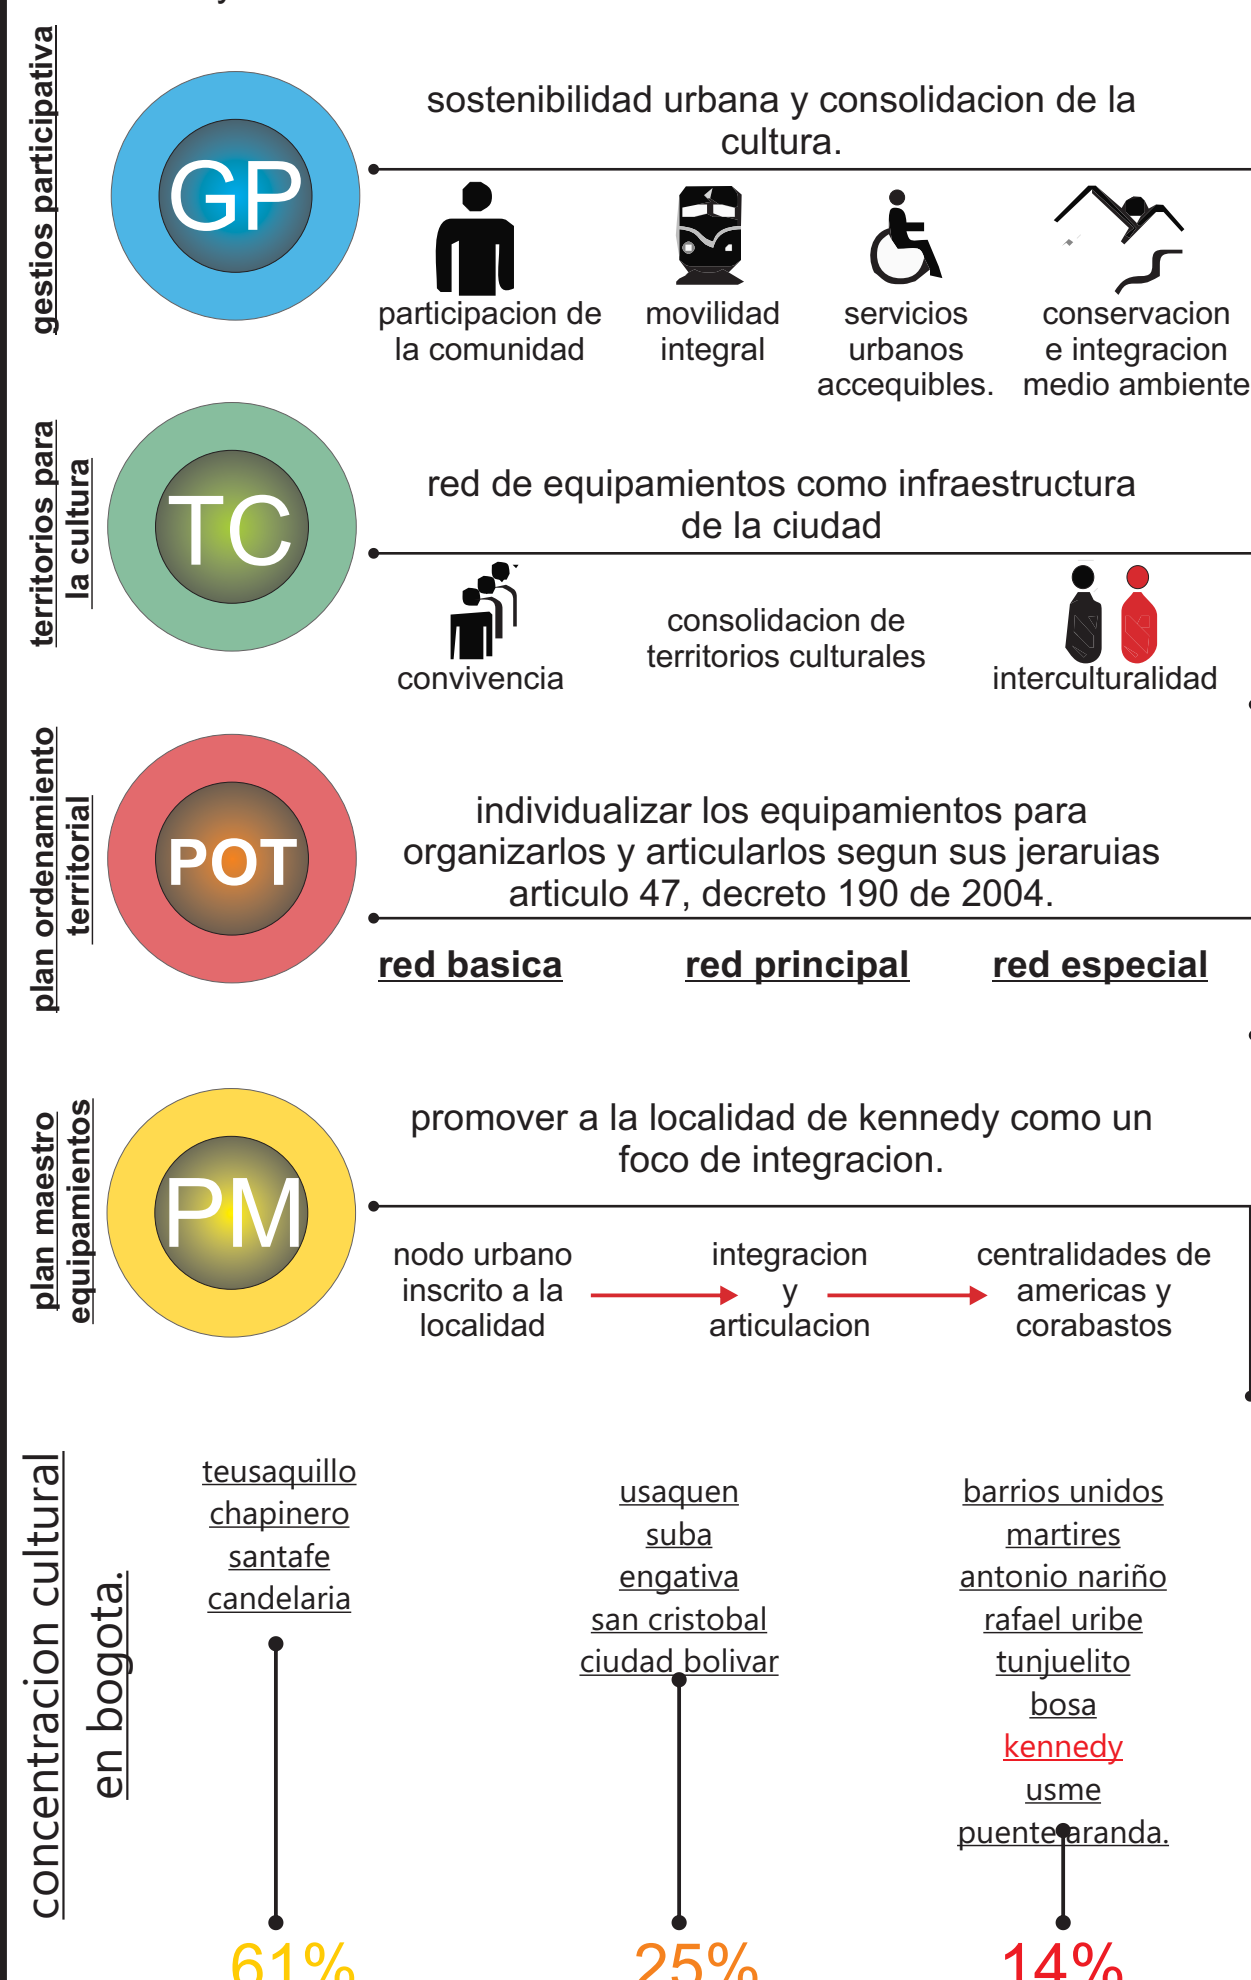 gestios participativa
GP
sostenibilidad urbana y consolidacion de la
cultura.
participacion de
la comunidad
movilidad
integral
servicios
urbanos
accequibles.
conservacion
e integracion
medio ambiente
territorios para
la cultura
TC
red de equipamientos como infraestructura
de la ciudad
convivencia
consolidacion de
territorios culturales
interculturalidad
plan ordenamiento
territorial
POT
individualizar los equipamientos para
organizarlos y articularlos segun sus jeraruias
articulo 47, decreto 190 de 2004.
red basica
red principal
red especial
plan maestro
equipamientos
PM
promover a la localidad de kennedy como un
foco de integracion.
nodo urbano
inscrito a la
localidad
integracion
y
articulacion
centralidades de
americas y
corabastos
concentracion cultural
en bogota.
teusaquillo
chapinero
santafe
candelaria
61%
usaquen
suba
engativa
san cristobal
ciudad bolivar
25%
barrios unidos
martires
antonio nariño
rafael uribe
tunjuelito
bosa
kennedy
usme
puente aranda.
14%